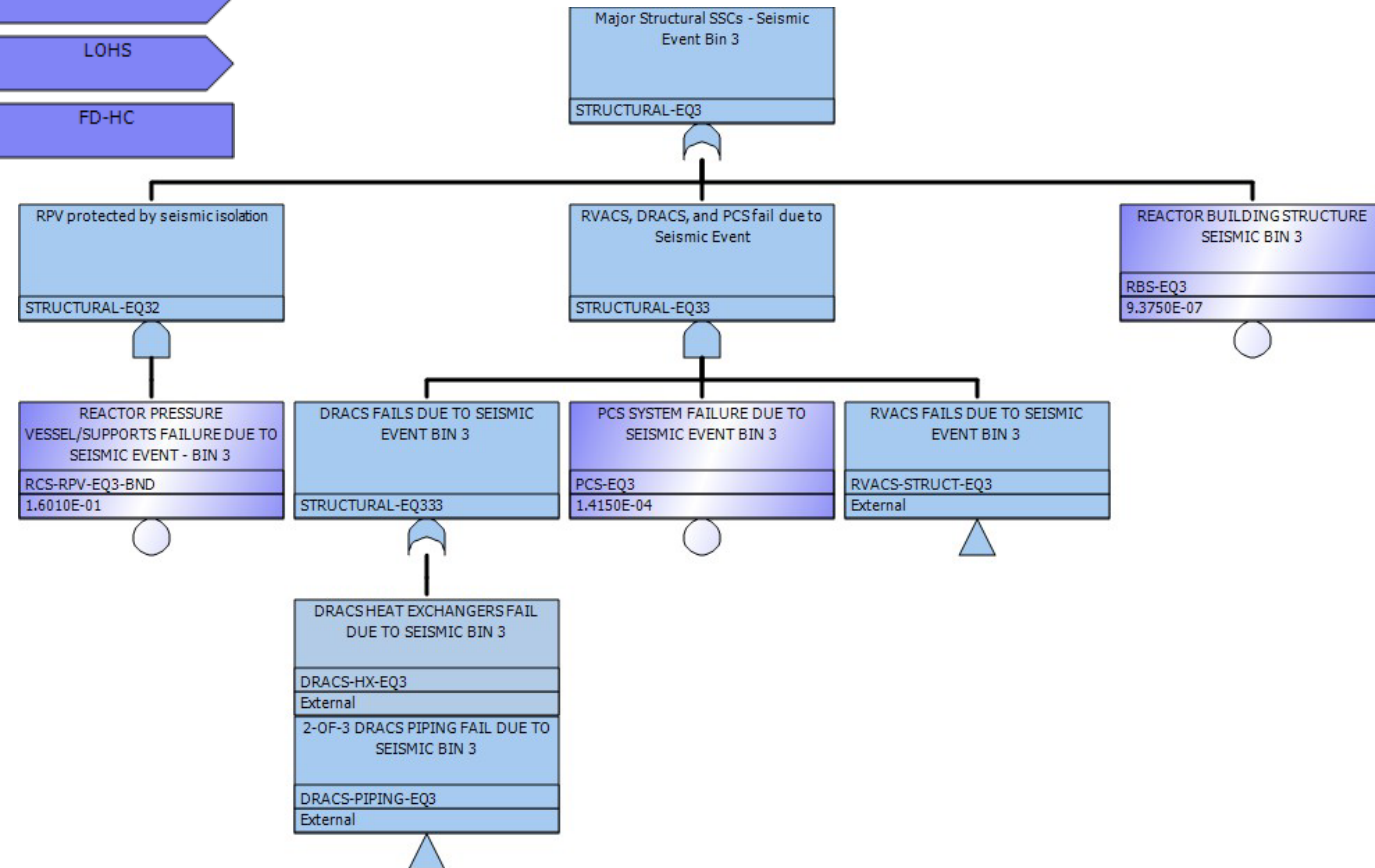 LOHS
FD-HC
Major Structural SSCs - Seismic
Event Bin 3
STRUCTURAL-EQ3
RPV protected by seismic isolation
STRUCTURAL-EQ32
RVACS, DRACS, and PCS fail due to
Seismic Event
STRUCTURAL-EQ33
REACTOR BUILDING STRUCTURE
SEISMIC BIN 3
RBS-EQ3
9.3750E-07
REACTOR PRESSURE
VESSEL/SUPPORTS FAILURE DUE TO
SEISMIC EVENT - BIN 3
RCS-RPV-EQ3-BND
1.6010E-01
DRACS FAILS DUE TO SEISMIC
EVENT BIN 3
STRUCTURAL-EQ333
PCS SYSTEM FAILURE DUE TO
SEISMIC EVENT BIN 3
PCS-EQ3
1.4150E-04
RVACS FAILS DUE TO SEISMIC
EVENT BIN 3
RVACS-STRUCT-EQ3
External
DRACS HEAT EXCHANGERS FAIL
DUE TO SEISMIC BIN 3
DRACS-HX-EQ3
External
2-OF-3 DRACS PIPING FAIL DUE TO
SEISMIC BIN 3
DRACS-PIPING-EQ3
External